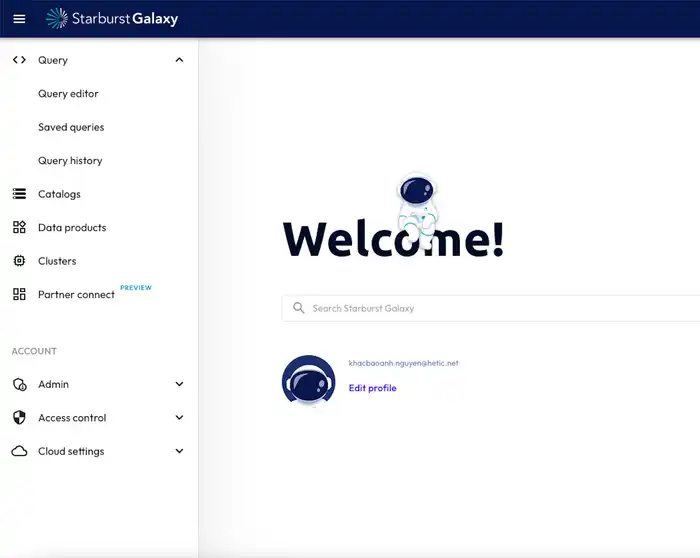 Starburst Galaxy
Query
Query editor
Saved queries
Query history
Catalogs
Data products
Clusters
Partner connect PREVIEW
ACCOUNT
Admin
Access control
Cloud settings
Welcome!
Search Starburst Galaxy
khacbaoanh.nguyen@hetic.net
Edit profile